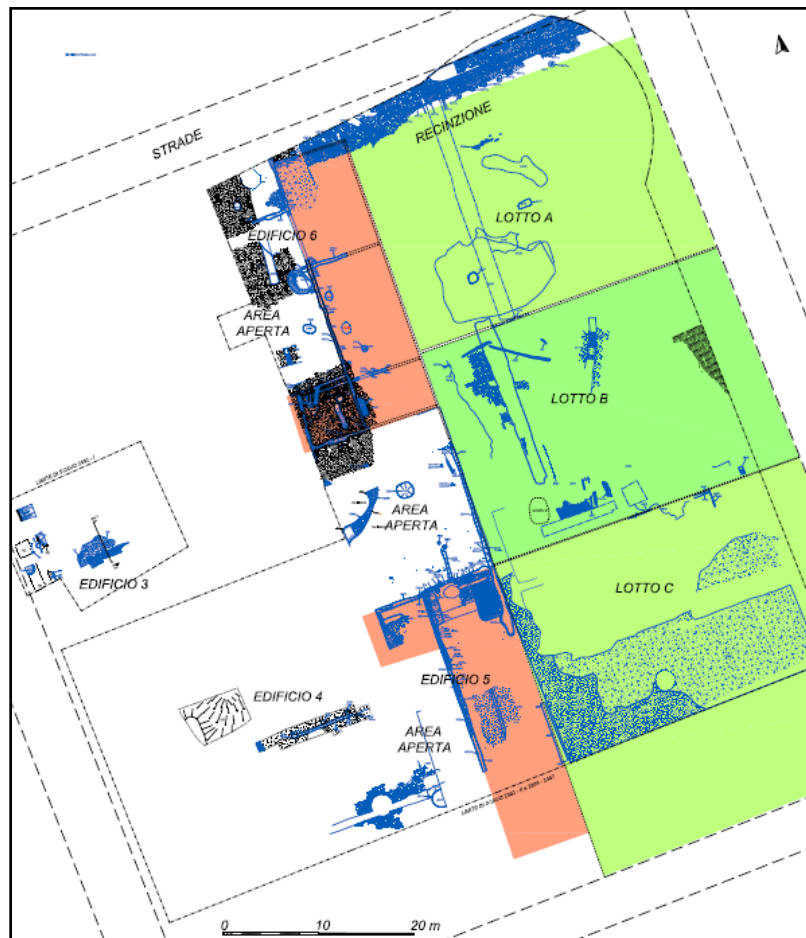 STRADE
RECINZIONE
LOTTO A
EDIFICIO 6
AREA
APERTA
LOTTO B
AREA
APERTA
EDIFICIO 3
LOTTO C
EDIFICIO 5
EDIFICIO 4
AREA
APERTA
0 10 20 m